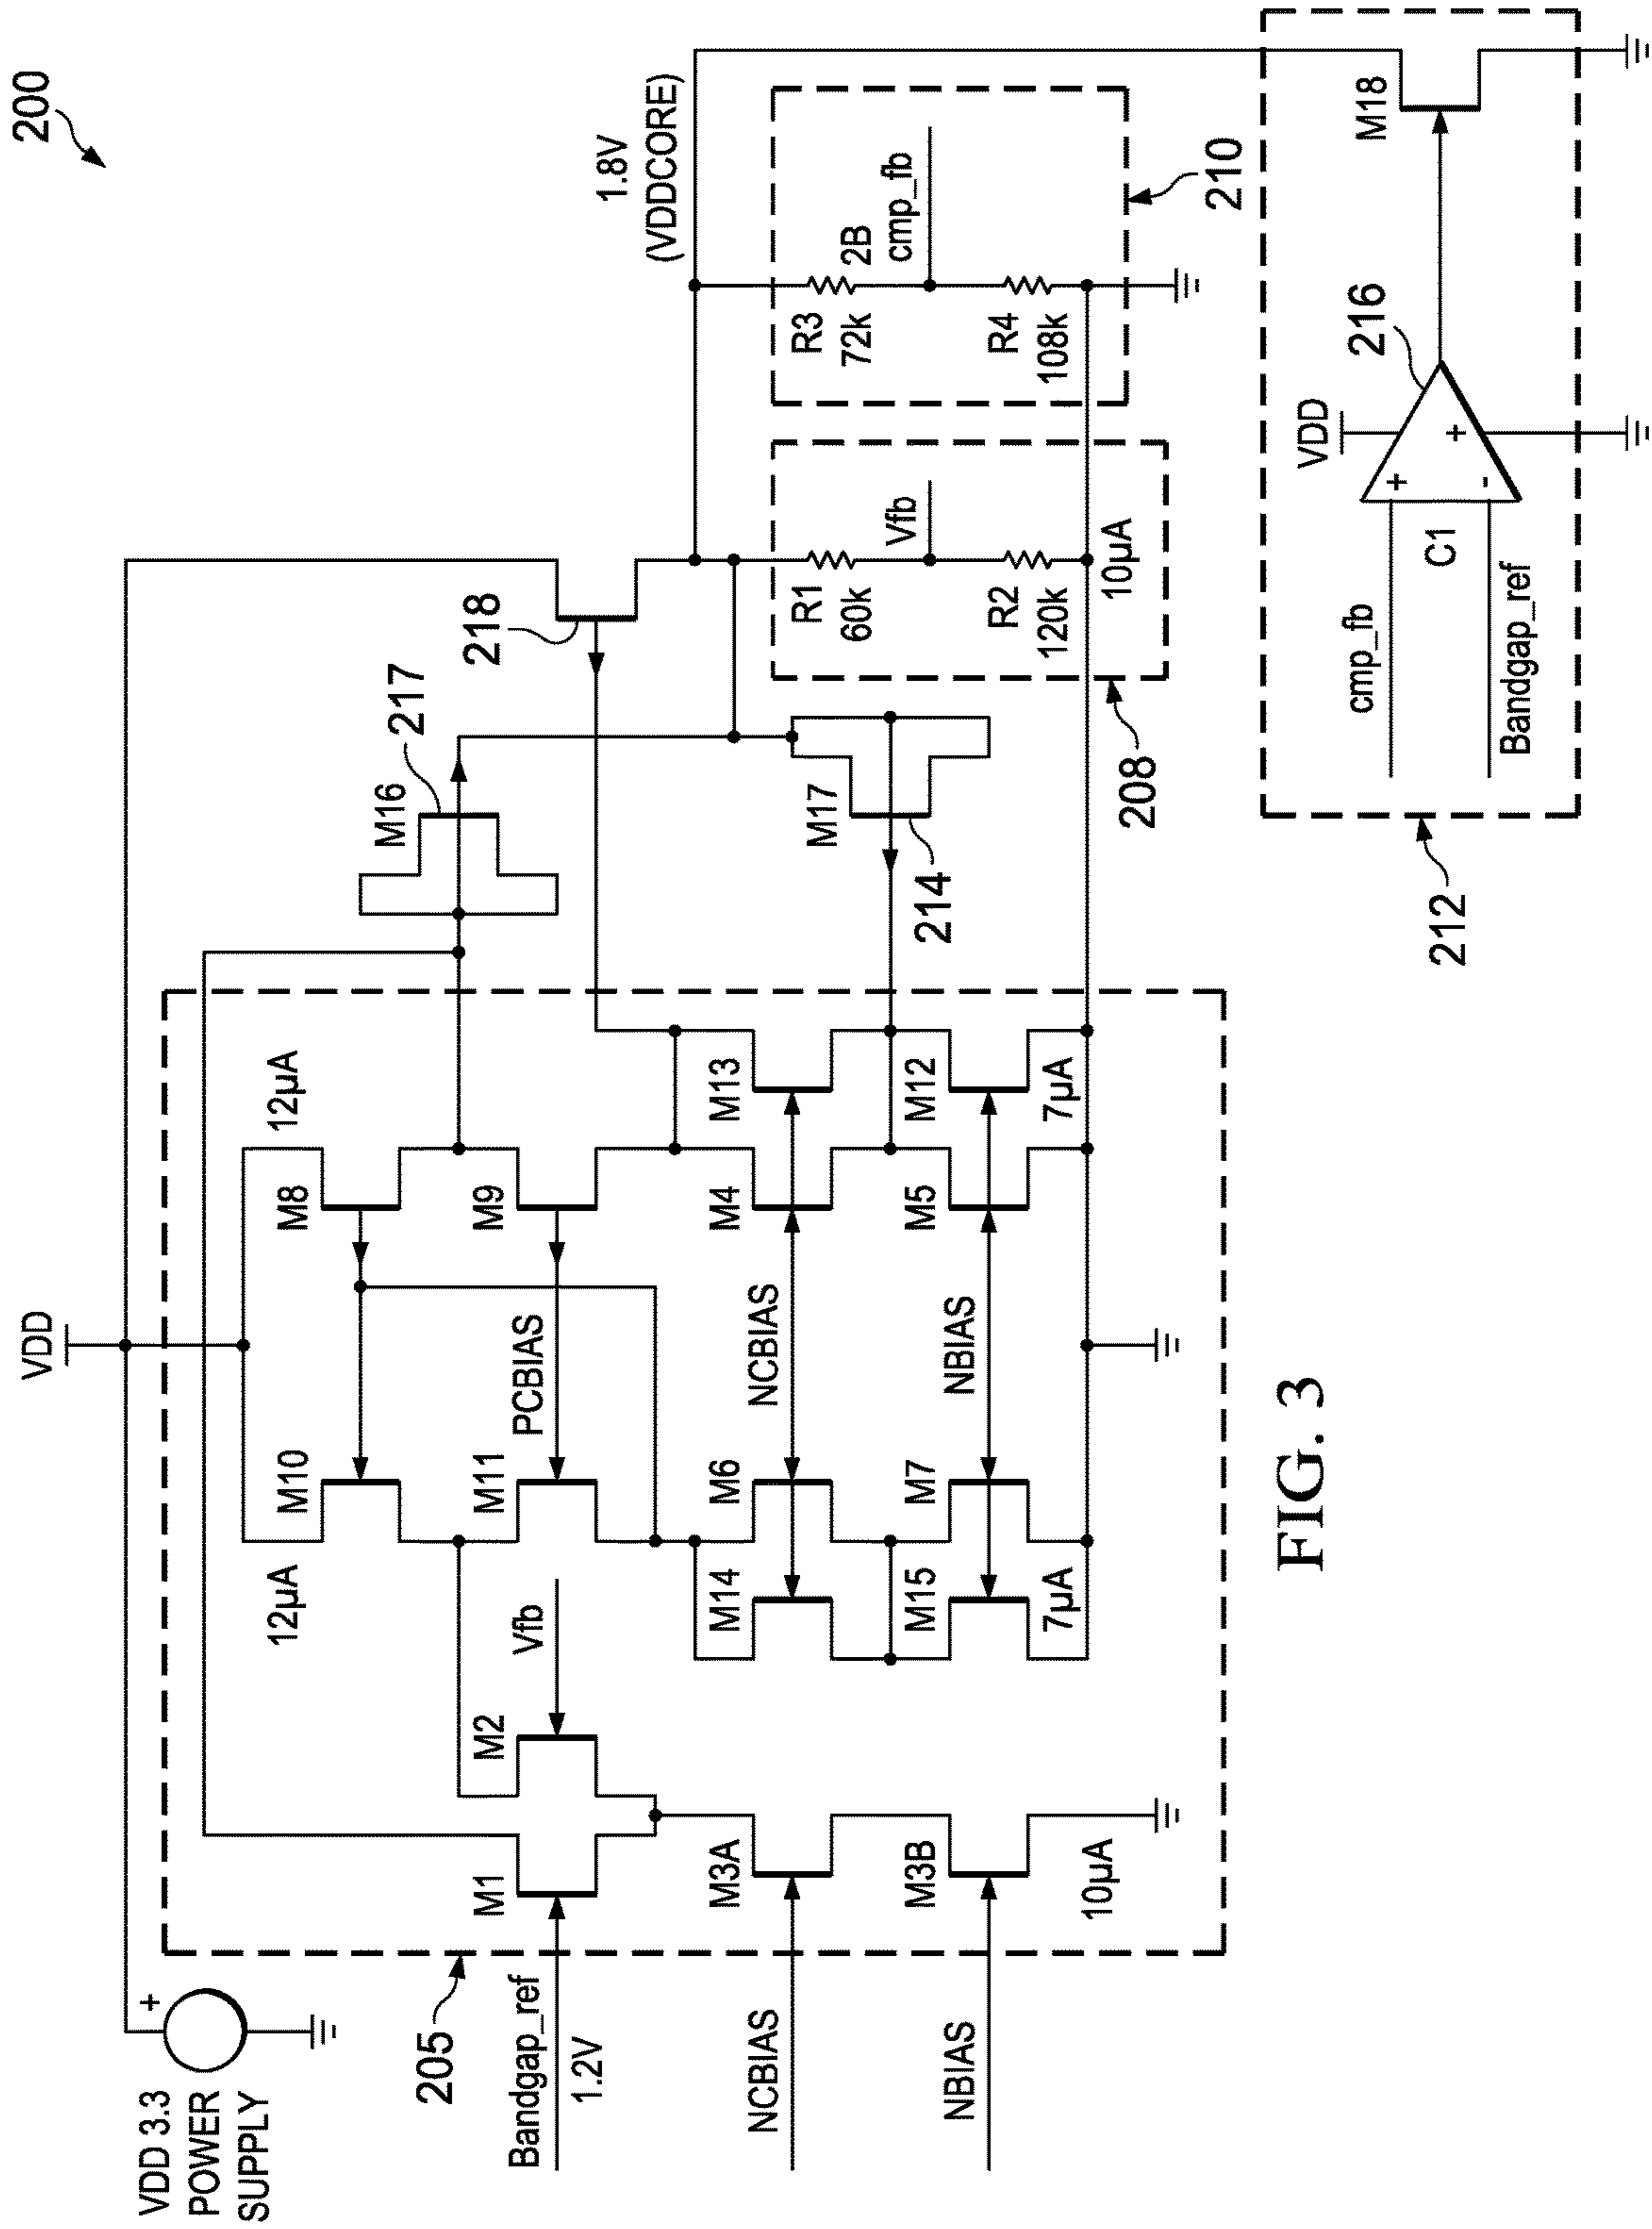 200
VDD 3.3
POWER
SUPPLY
+
VDD
205
Bandgap_ref
1.2V
NCBIAS
NBIAS
M1
M2
Vfb
M3A
M3B
10µA
12µA
M10
M11
PCBIAS
M14
M6
NCBIAS
M15
M7
NBIAS
7µA
12µA
M8
M9
M4
M13
M5
M12
7µA
M16
217
218
M17
214
1.8V
(VDDCORE)
R1
60k
Vfb
R2
120k
10µA
208
R3
72k
2B
cmp_fb
R4
108k
210
212
cmp_fb
C1
Bandgap_ref
VDD
+
-
+
216
M18
FIG. 3